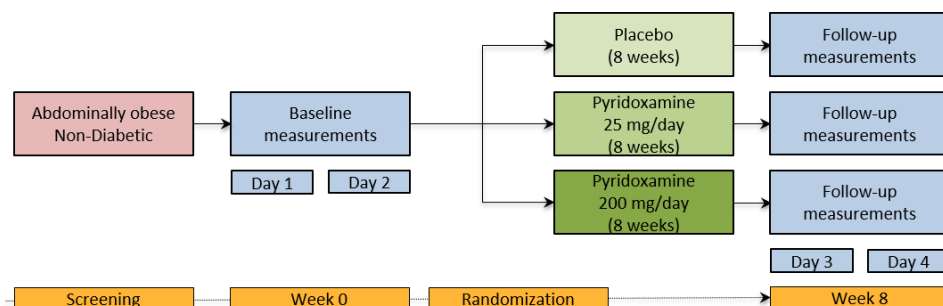 Placebo
(8 weeks)
Follow-up
measurements
Abdominally obese
Non-Diabetic
Baseline
measurements
Pyridoxamine
25 mg/day
(8 weeks)
Follow-up
measurements
Day 1
Day 2
Pyridoxamine
200 mg/day
(8 weeks)
Follow-up
measurements
Day 3
Day 4
Screening
Week 0
Randomization
Week 8